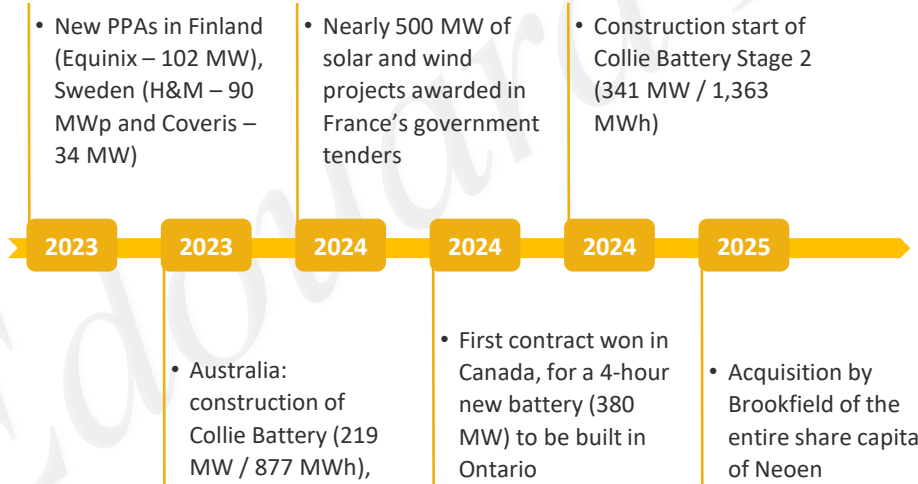 • New PPAs in Finland
(Equinix – 102 MW),
Sweden (H&M – 90
MWp and Coveris –
34 MW)
• Nearly 500 MW of
solar and wind
projects awarded in
France’s government
tenders
• Construction start of
Collie Battery Stage 2
(341 MW / 1,363
MWh)
2023
2023
2024
2024
2024
2025
• Australia:
construction of
Collie Battery (219
MW / 877 MWh),
• First contract won in
Canada, for a 4-hour
new battery (380
MW) to be built in
Ontario
• Acquisition by
Brookfield of the
entire share capita
of Neoen
Edouard